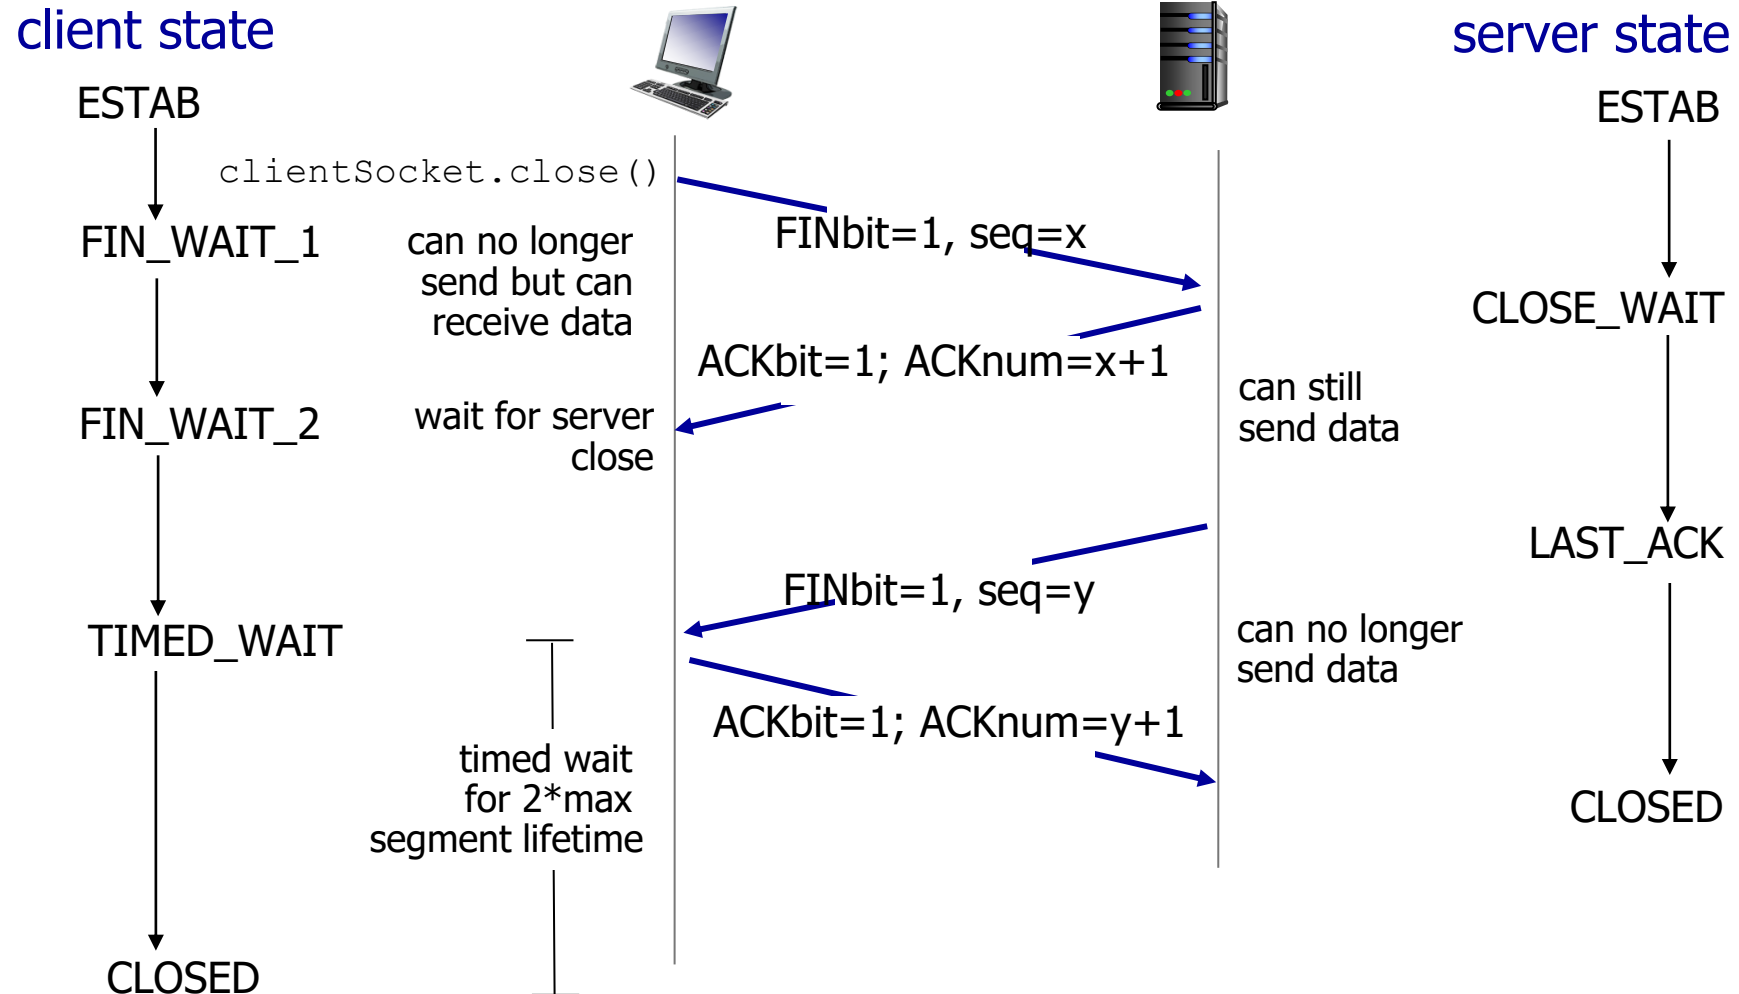 client state
server state
ESTAB
ESTAB
clientSocket.close()
FIN_WAIT_1
can no longer
send but can
receive data
FINbit=1, seq=x
CLOSE_WAIT
ACKbit=1; ACKnum=x+1
can still
send data
FIN_WAIT_2
wait for server
close
LAST_ACK
FINbit=1, seq=y
TIMED_WAIT
can no longer
send data
ACKbit=1; ACKnum=y+1
timed wait
for 2*max
segment lifetime
CLOSED
CLOSED